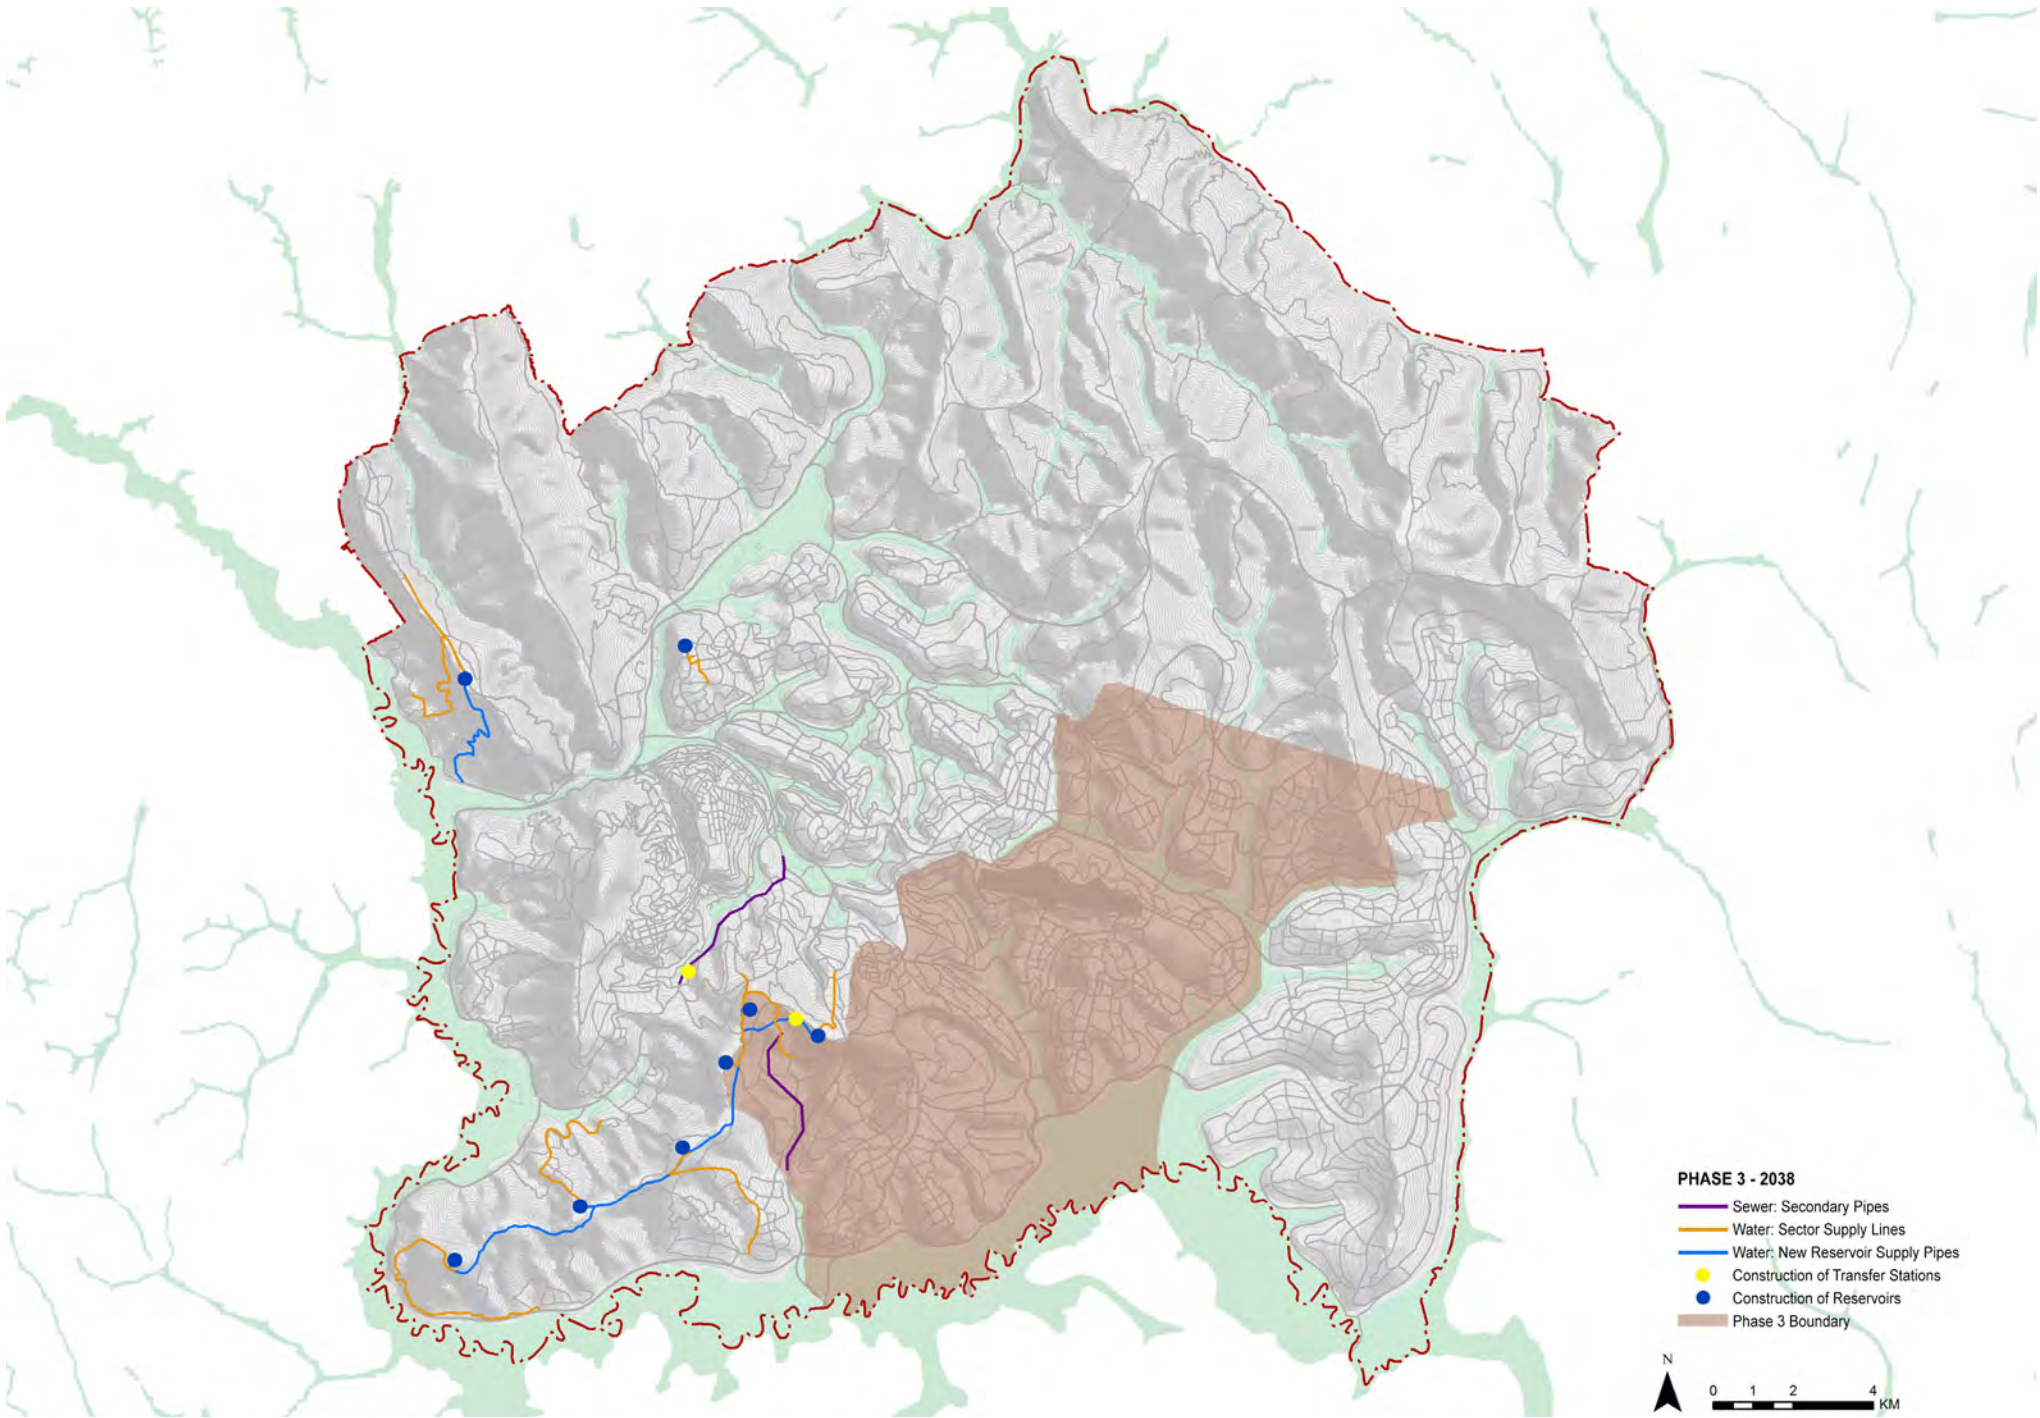 PHASE 3 - 2038
Sewer: Secondary Pipes
Water: Sector Supply Lines
Water: New Reservoir Supply Pipes
Construction of Transfer Stations
Construction of Reservoirs
Phase 3 Boundary
N
0 1 2 4
KM